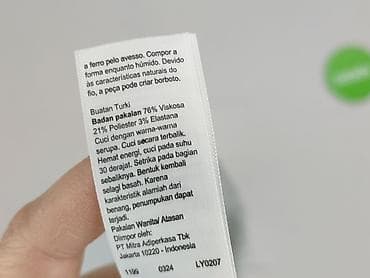 a ferro pelo avesso. Compor a
forma enquanto húmido. Devido
às características naturais do
fio, a peça pode criar borboto.
Buatan Turki
Badan pakaian 76% Viskosa
21% Poliester 3% Elastana
Cuci dengan warna-warna
serupa. Cuci secara terbalik.
Hemat energi, cuci pada suhu
30 derajat. Setrika pada bagian
sebaliknya. Bentuk kembali
selagi basah. Karena
karakteristik alamiah dari
benang, penumpukan dapat
terjadi.
Pakaian Wanita/ Atasan
Diimpor oleh:
PT Mitra Adiperkasa Tbk
Jakarta 10220 - Indonesia
1196 0324 LY0207